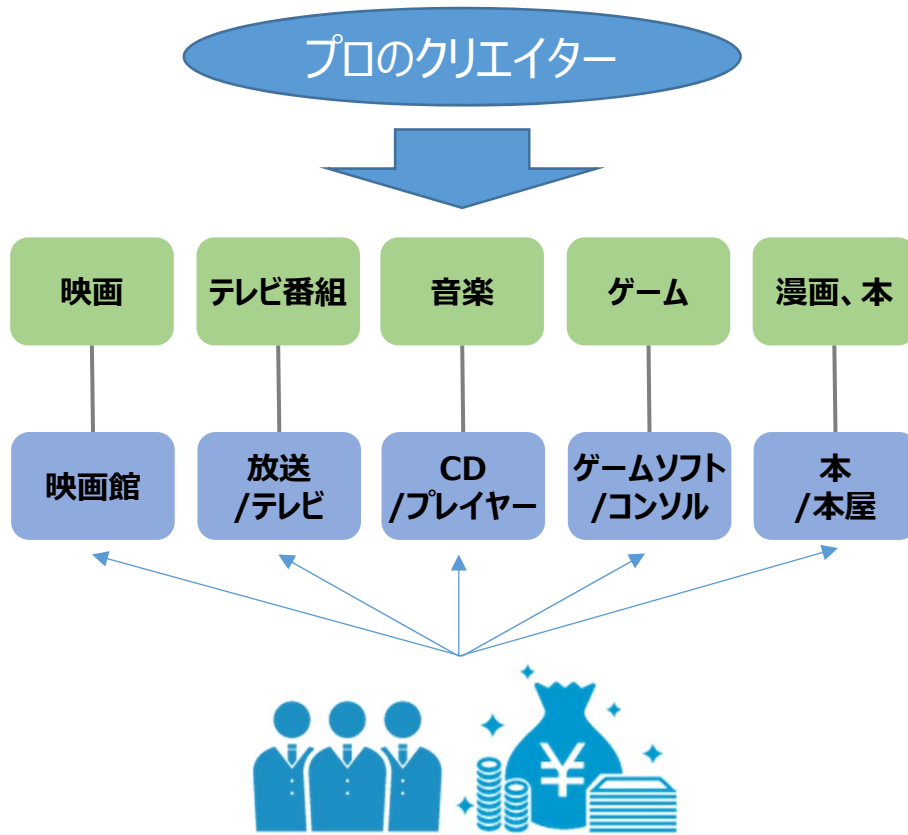 プロのクリエイター
映画
テレビ番組
音楽
ゲーム
漫画、本
映画館
放送
/テレビ
CD
/プレイヤー
ゲームソフト
/コンソル
本
/本屋
¥